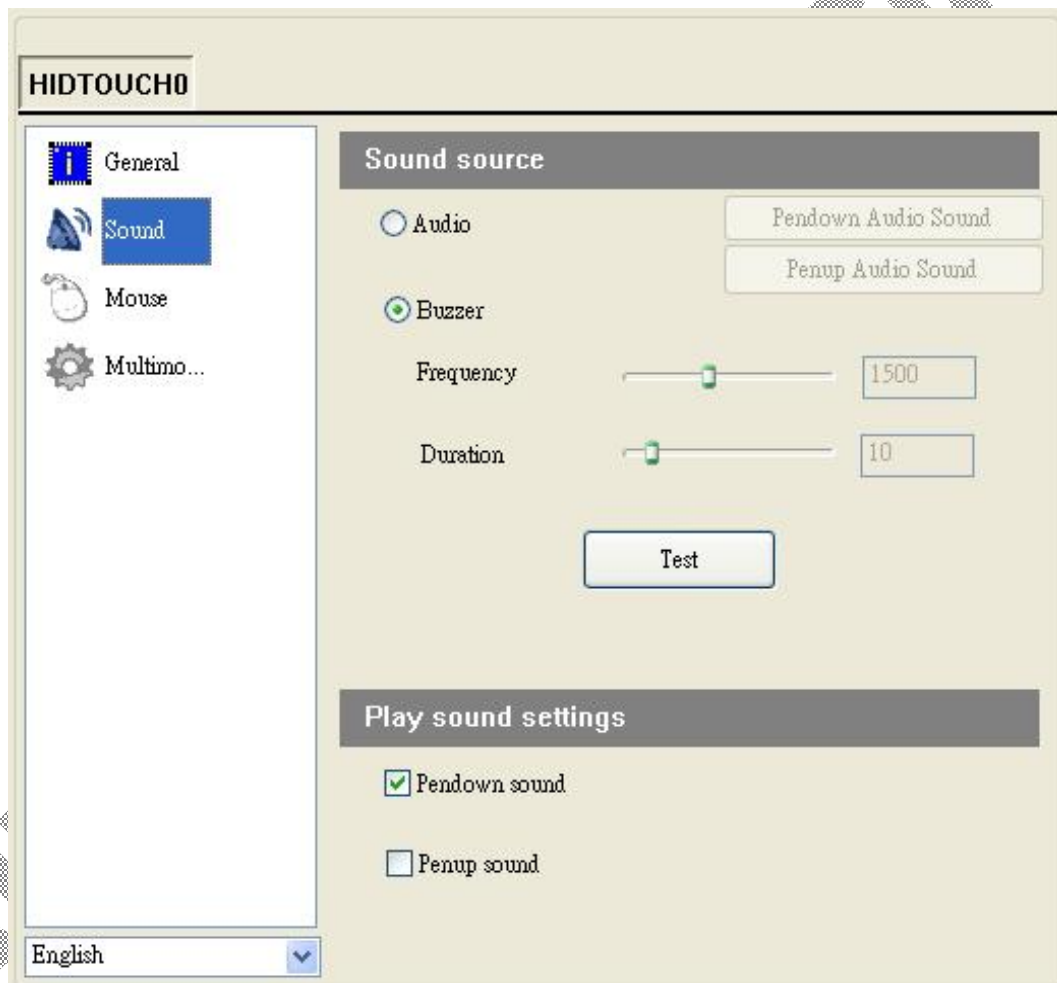 HIDTOUCH0
General
Sound
Mouse
Multimo...
English
Sound source
Audio
Pendown Audio Sound
Penup Audio Sound
Buzzer
Frequency
1500
Duration
10
Test
Play sound settings
Pendown sound
Penup sound